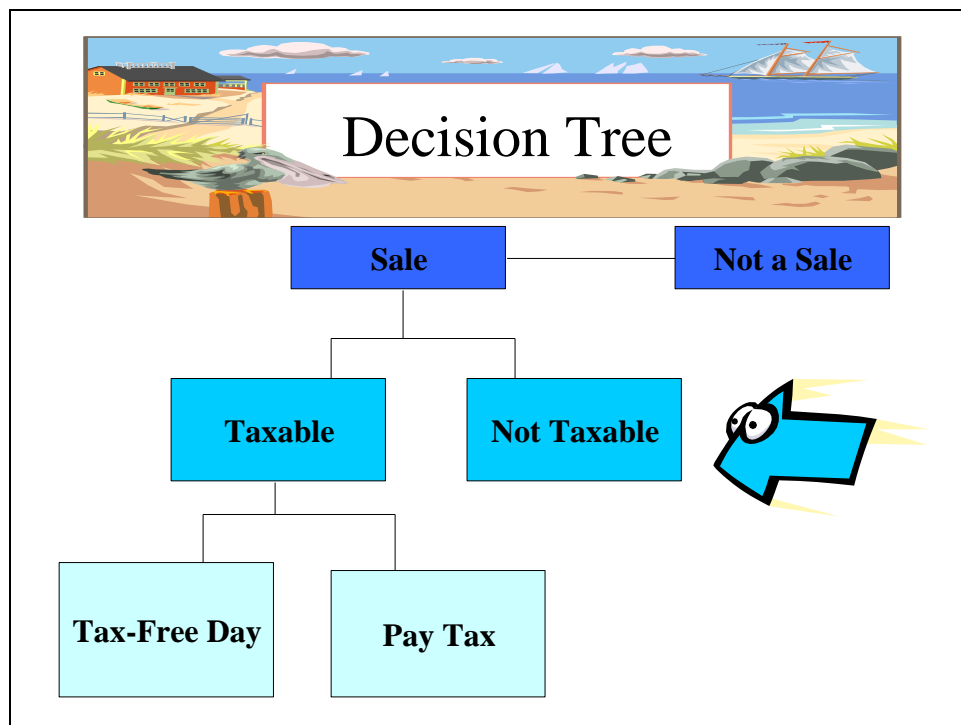 Decision Tree
Sale
Not a Sale
Taxable
Not Taxable
Tax-Free Day
Pay Tax